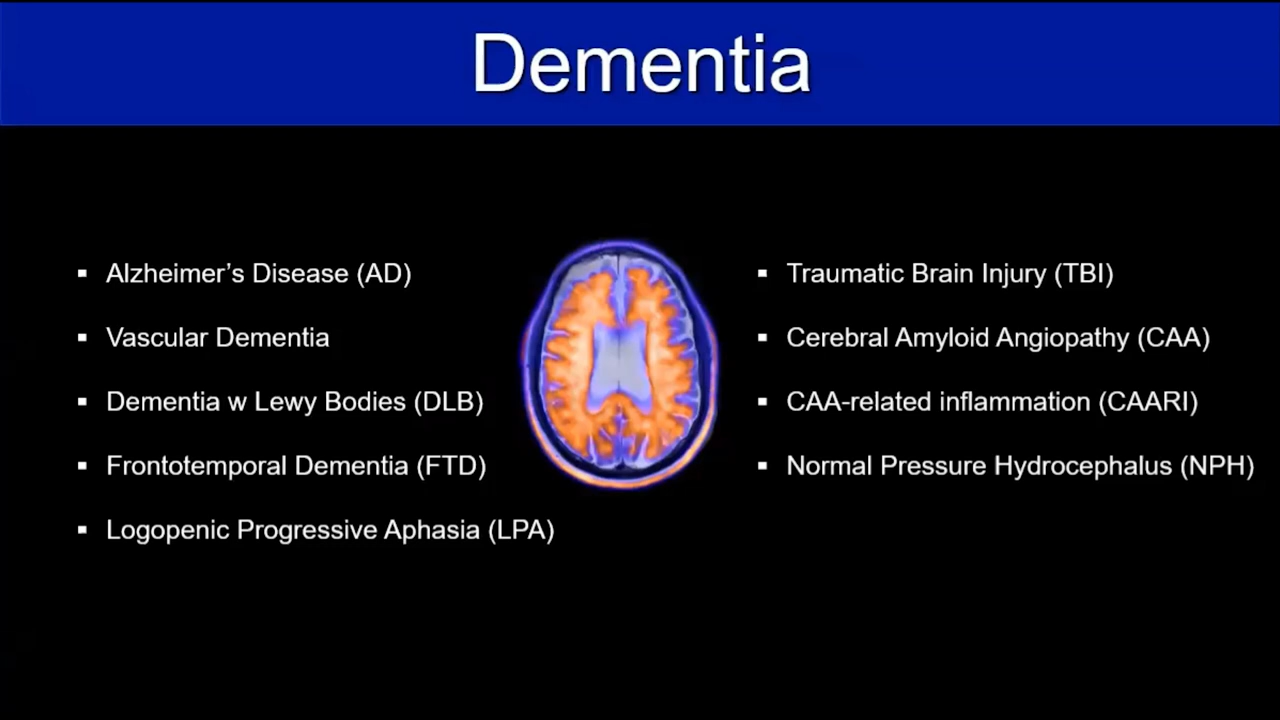 Dementia
▪ Alzheimer’s Disease (AD)
▪ Vascular Dementia
▪ Dementia w Lewy Bodies (DLB)
▪ Frontotemporal Dementia (FTD)
▪ Logopenic Progressive Aphasia (LPA)
▪ Traumatic Brain Injury (TBI)
▪ Cerebral Amyloid Angiopathy (CAA)
▪ CAA-related inflammation (CAARI)
▪ Normal Pressure Hydrocephalus (NPH)